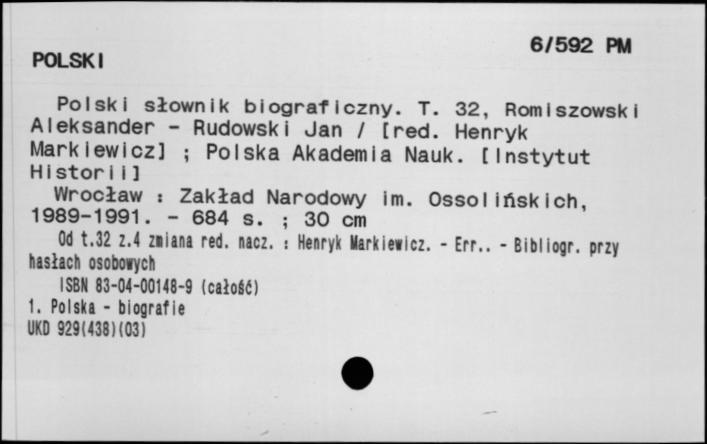 6/592 PM
POLSKI
Polski słownik biograficzny. T. 32, Romiszowski
Aleksander - Rudowski Jan / [red. Henryk
Markiewicz] ; Polska Akademia Nauk. [Instytut
Historii]
Wrocław : Zakład Narodowy im. Ossolińskich,
1989-1991. - 684 s. ; 30 cm
Od t.32 z.4 zmiana red. nacz. : Henryk Markiewicz. - Err.. - Bibliogr. przy
hasłach osobowych
ISBN 83-04-00148-9 (całość)
1. Polska - biografie
UKD 929(438)(03)